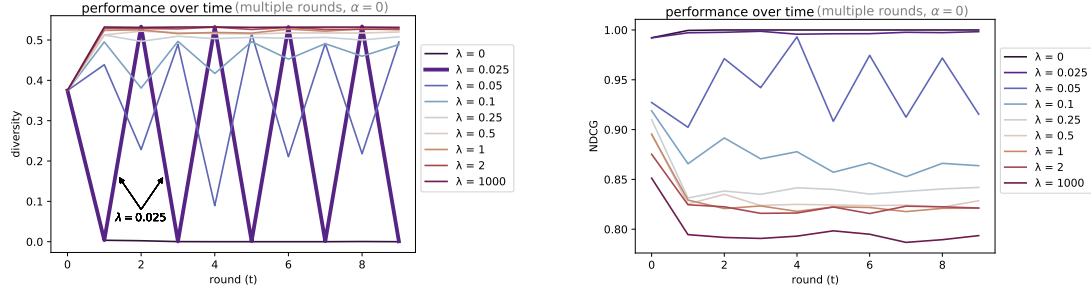 performance over time (multiple rounds, α = 0)
diversity
0.5
0.4
0.3
0.2
0.1
0.0
λ = 0.025
0 2 4 6 8
round (t)
λ = 0
λ = 0.025
λ = 0.05
λ = 0.1
λ = 0.25
λ = 0.5
λ = 1
λ = 2
λ = 1000
performance over time (multiple rounds, α = 0)
NDCG
1.00
0.95
0.90
0.85
0.80
0 2 4 6 8
round (t)
λ = 0
λ = 0.025
λ = 0.05
λ = 0.1
λ = 0.25
λ = 0.5
λ = 1
λ = 2
λ = 1000